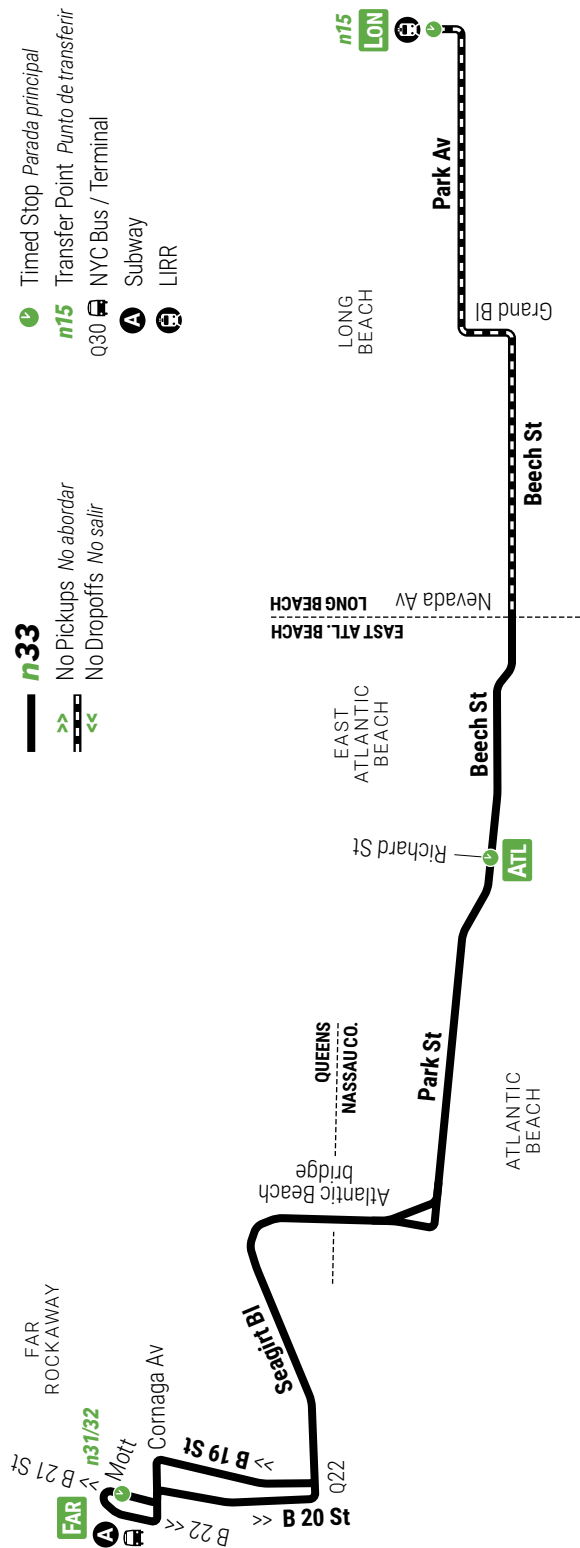 n33
>> No Pickups No abordar
<< No Dropoffs No salir
Timed Stop Parada principal
n15 Transfer Point Punto de transferir
Q30 NYC Bus / Terminal
A Subway
LIRR
FAR
ROCKAWAY
n31/32
FAR
A
Mott
>> B 21 St
B 22 <<
Cornaga Av
>> B 19 St
>> B 20 St
Q22
Seagirt Bl
Atlantic Beach
bridge
QUEENS
NASSAU CO.
Park St
ATLANTIC
BEACH
Richard St
ATL
EAST
ATLANTIC
BEACH
Beech St
EAST ATL. BEACH
LONG BEACH
Nevada Av
Beech St
LONG
BEACH
Grand Bl
Park Av
n15
LON